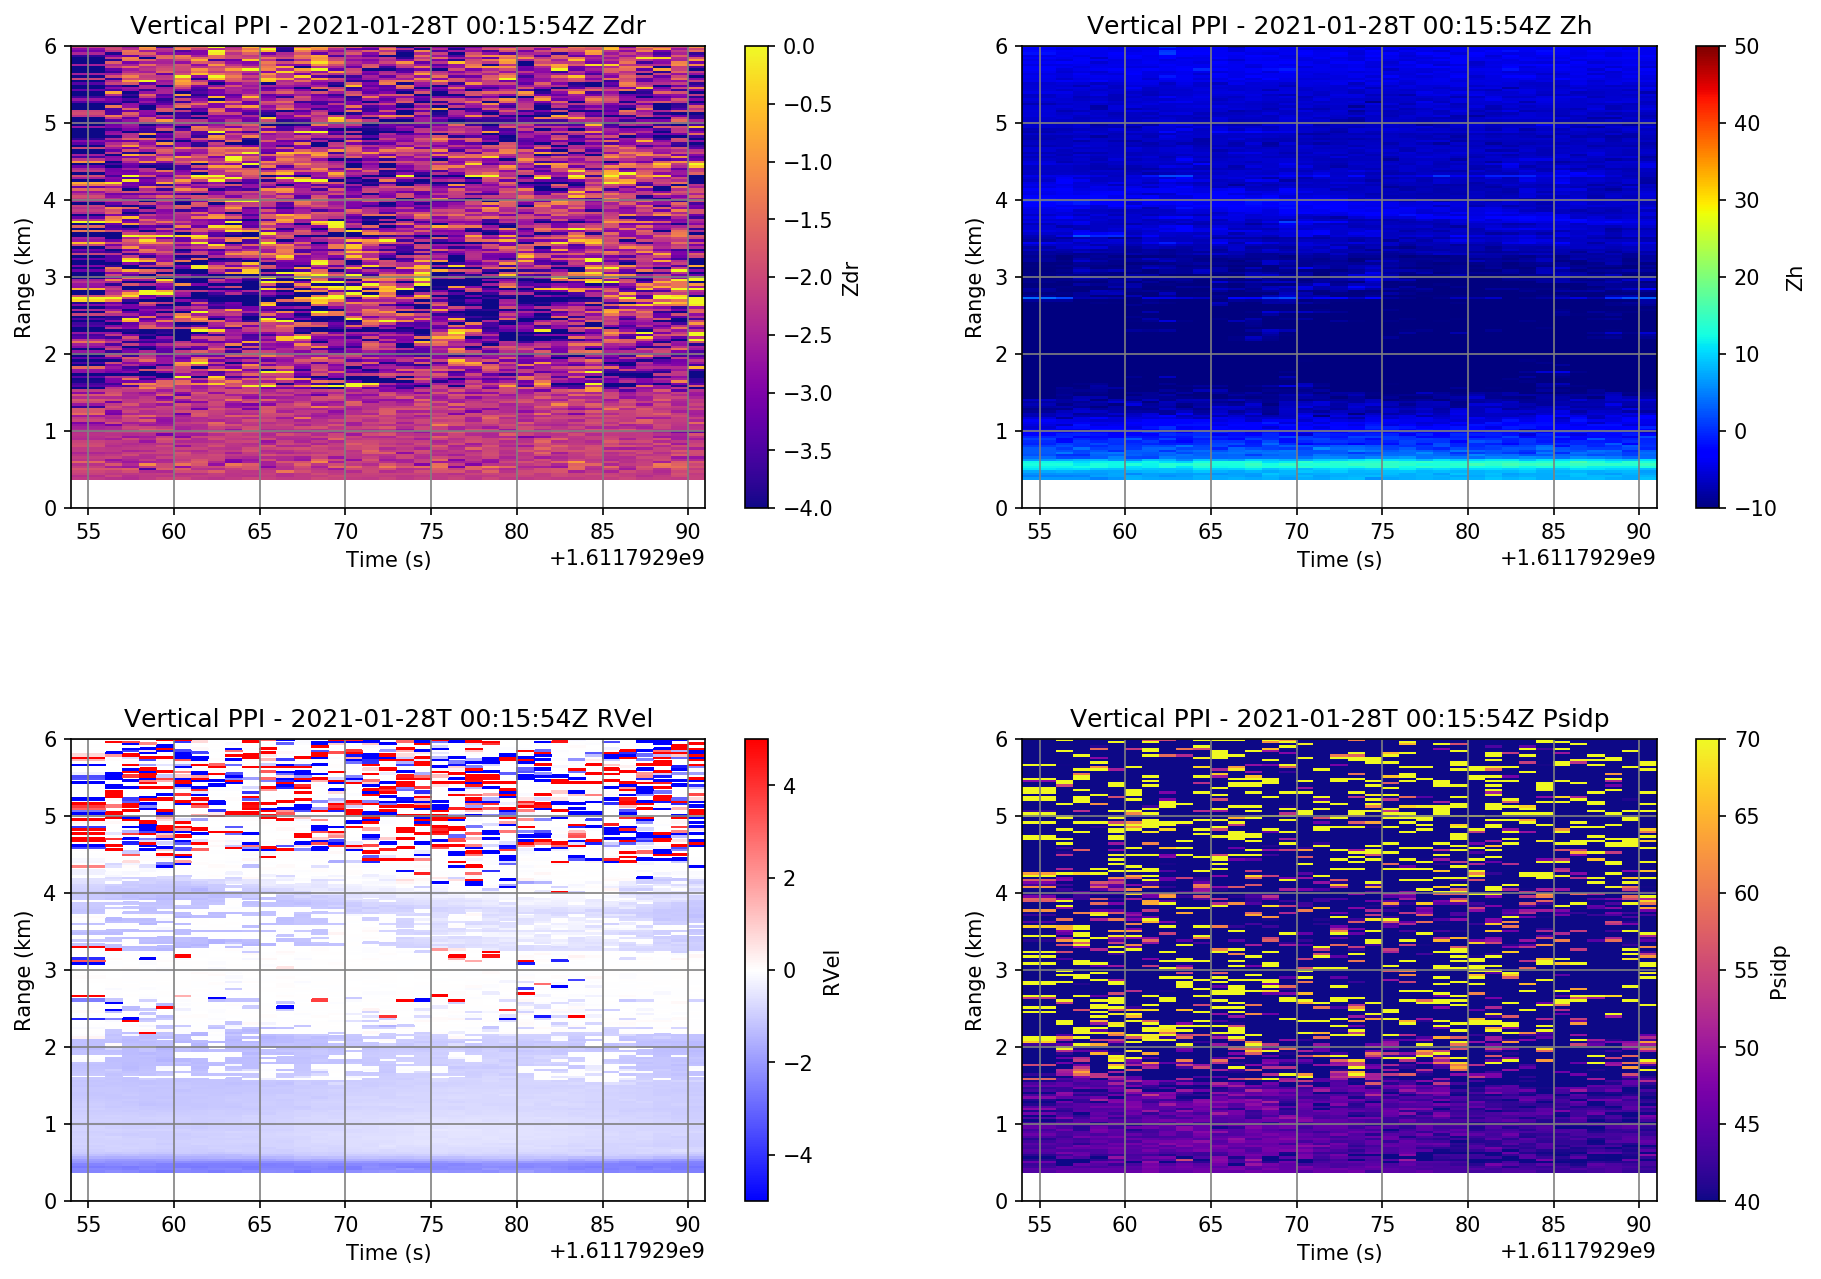 Vertical PPI - 2021-01-28T 00:15:54Z Zdr
6
5
4
3
2
1
0
Range (km)
55 60 65 70 75 80 85 90
Time (s)
+1.6117929e9
0.0
−0.5
−1.0
−1.5
−2.0
−2.5
−3.0
−3.5
−4.0
Zdr
Vertical PPI - 2021-01-28T 00:15:54Z Zh
6
5
4
3
2
1
0
Range (km)
55 60 65 70 75 80 85 90
Time (s)
+1.6117929e9
50
40
30
20
10
0
−10
Zh
Vertical PPI - 2021-01-28T 00:15:54Z RVel
6
5
4
3
2
1
0
Range (km)
55 60 65 70 75 80 85 90
Time (s)
+1.6117929e9
4
2
0
−2
−4
RVel
Vertical PPI - 2021-01-28T 00:15:54Z Psidp
6
5
4
3
2
1
0
Range (km)
55 60 65 70 75 80 85 90
Time (s)
+1.6117929e9
70
65
60
55
50
45
40
Psidp